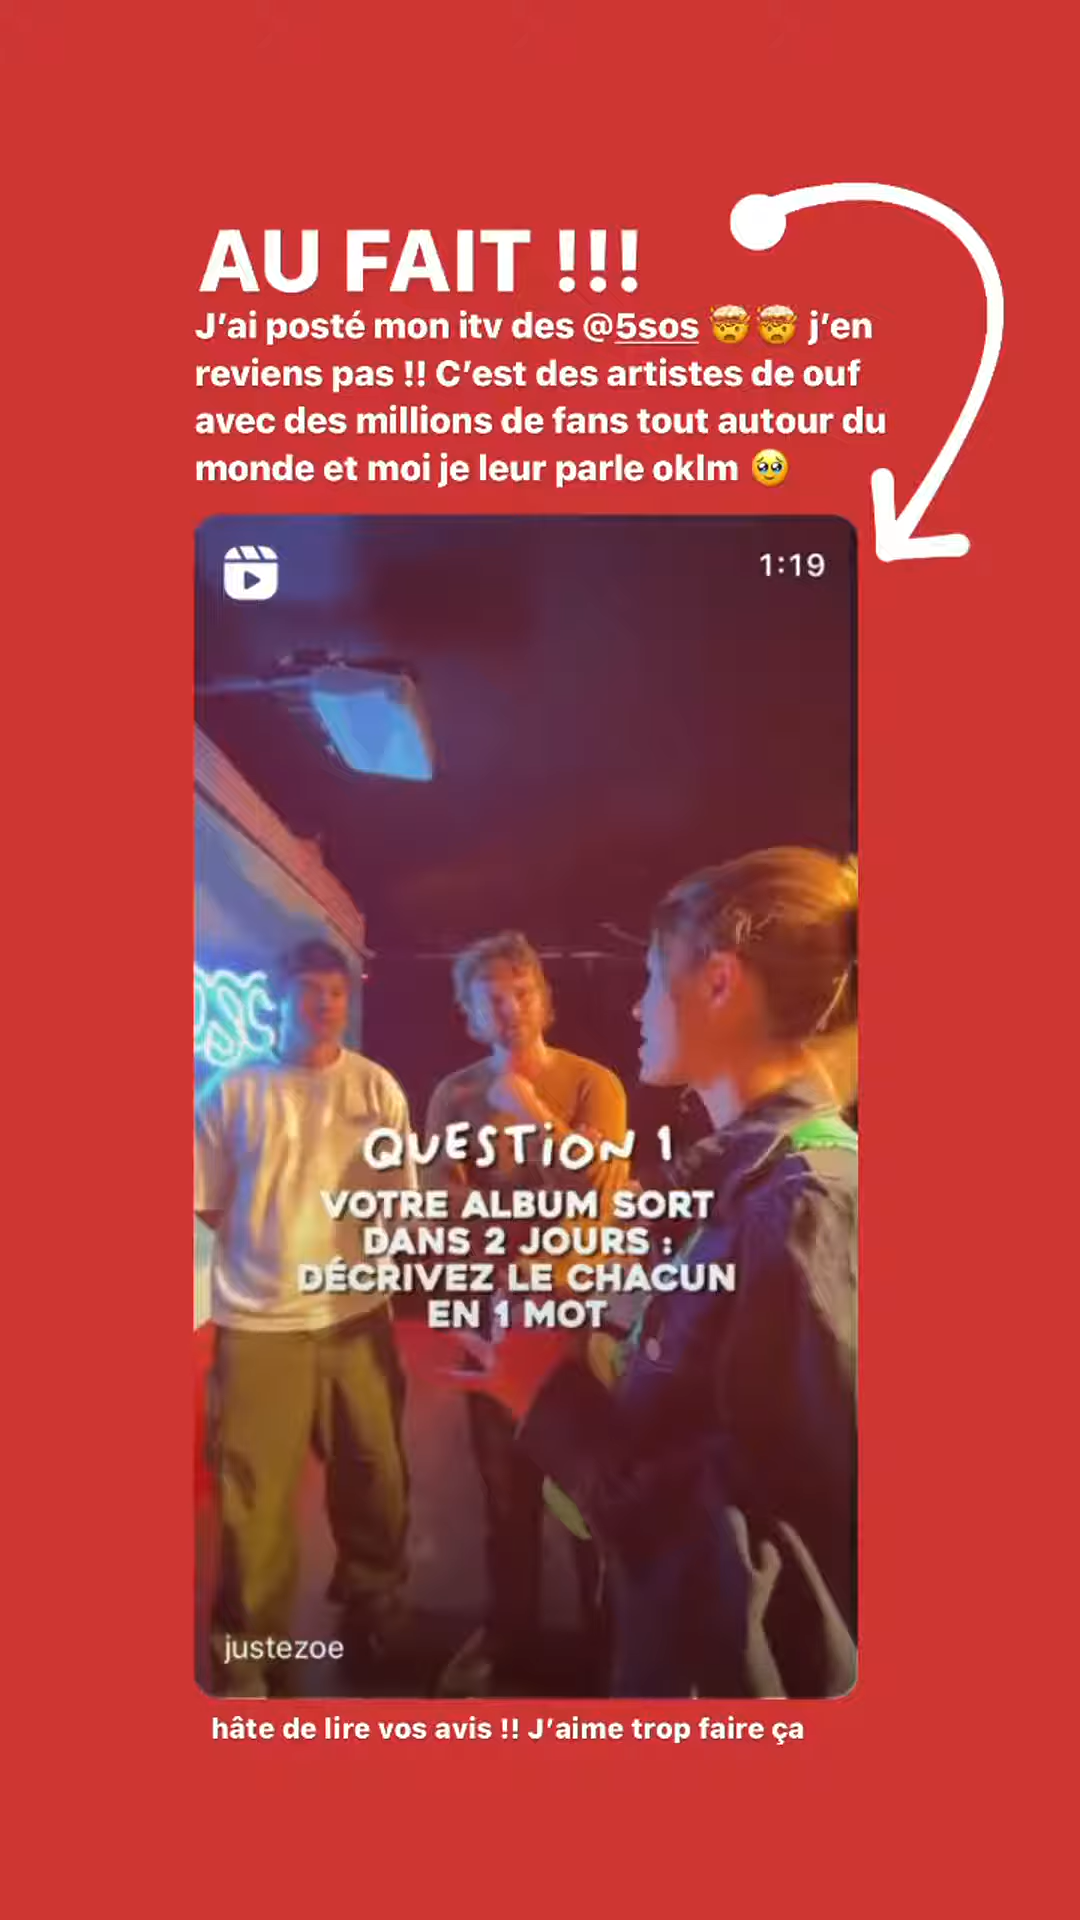 AU FAIT !!!
J’ai posté mon itv des @5sos 🤯🤯 j’en
reviens pas !! C’est des artistes de ouf
avec des millions de fans tout autour du
monde et moi je leur parle oklm 🥹
1:19
QUESTiON 1
VOTRE ALBUM SORT
DANS 2 JOURS :
DÉCRIVEZ LE CHACUN
EN 1 MOT
justezoe
hâte de lire vos avis !! J’aime trop faire ça